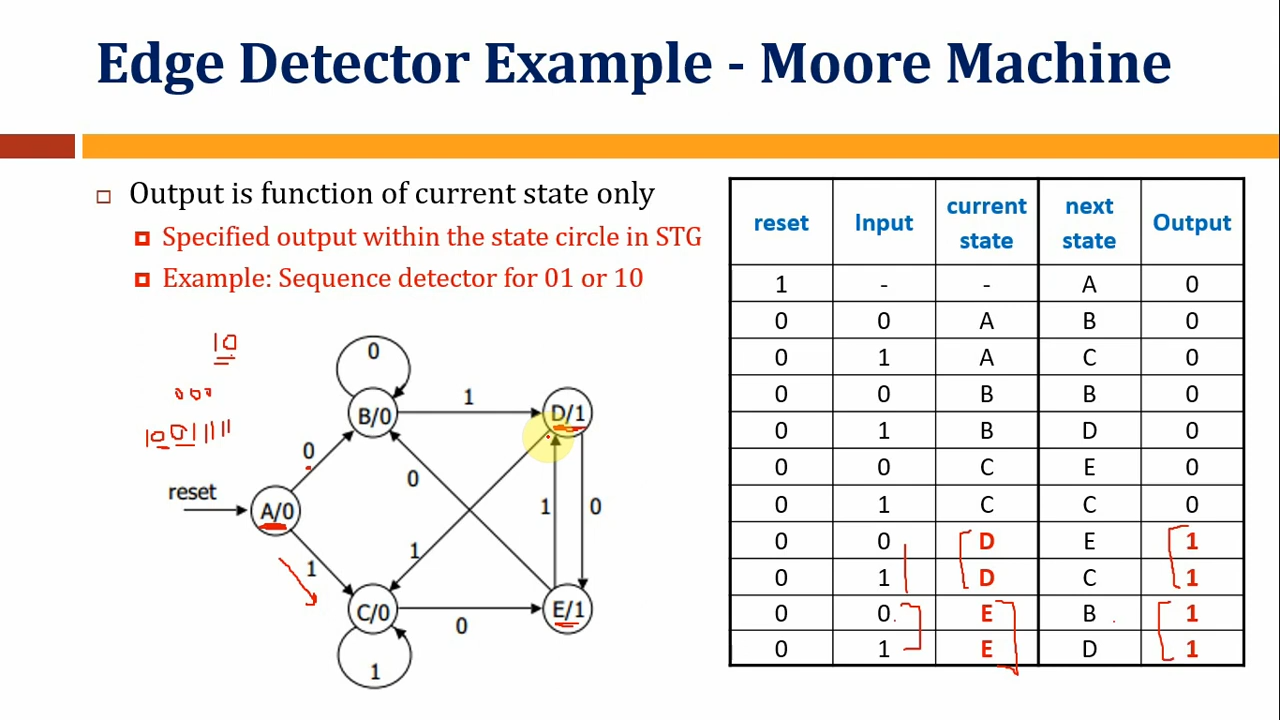 Edge Detector Example - Moore Machine
Output is function of current state only
Specified output within the state circle in STG
Example: Sequence detector for 01 or 10
10
000
10011111
reset
A/0
0
1
B/0
0
1
C/0
1
0
D/1
1
0
E/1
0
1
reset Input current state next state Output
1 - - A 0
0 0 A B 0
0 1 A C 0
0 0 B B 0
0 1 B D 0
0 0 C E 0
0 1 C C 0
0 0 D E 1
0 1 D C 1
0 0 E B 1
0 1 E D 1